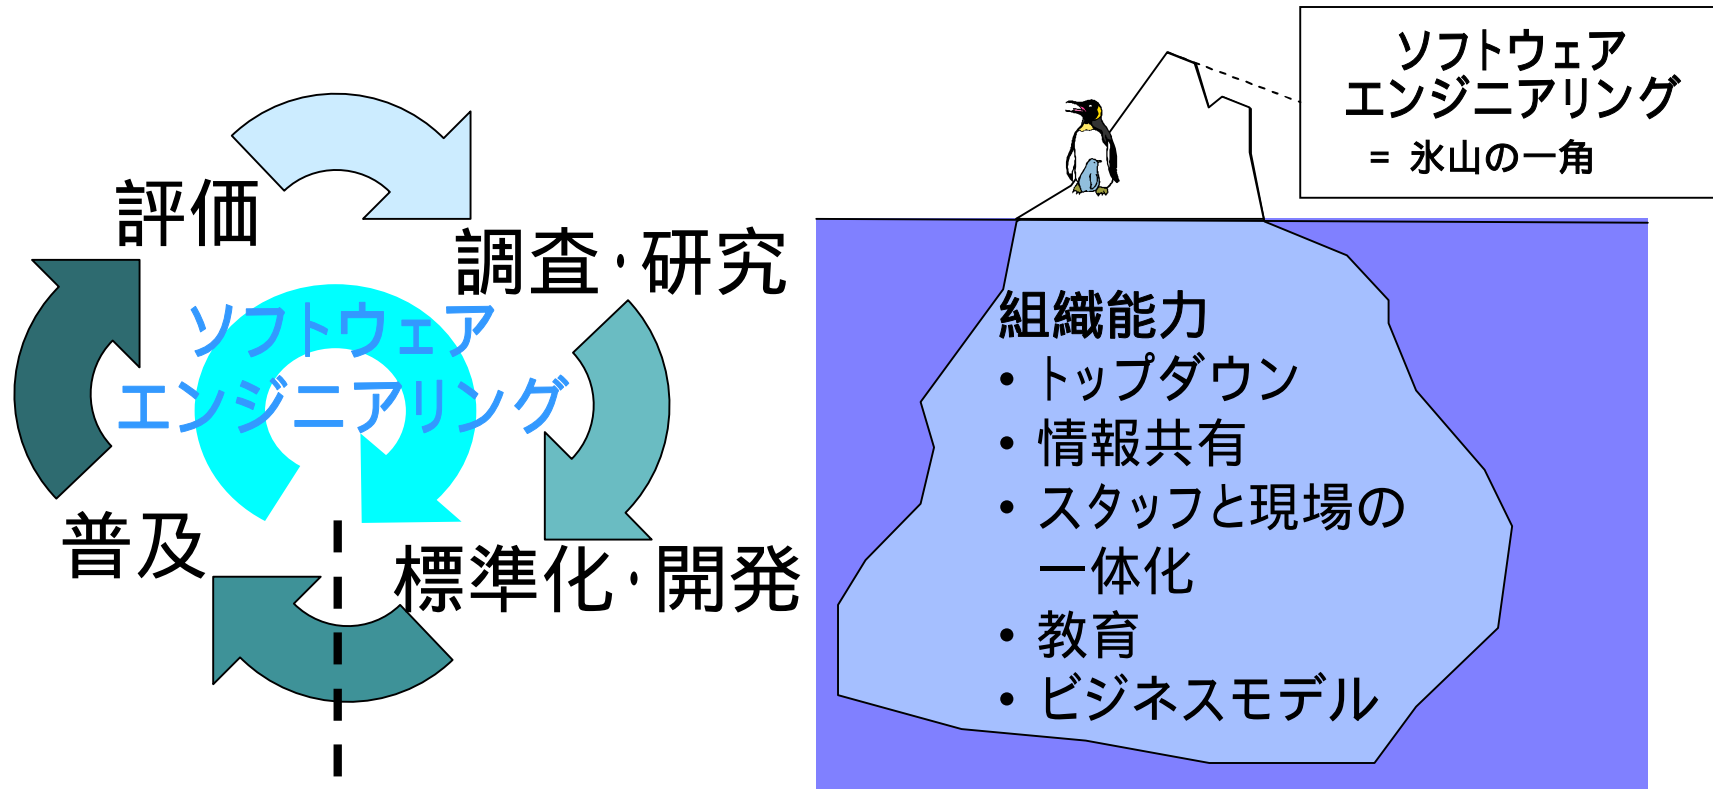 評価
調査・研究
ソフトウェア
エンジニアリング
普及
標準化・開発
ソフトウェア
エンジニアリング
= 氷山の一角
組織能力
• トップダウン
• 情報共有
• スタッフと現場の
一体化
• 教育
• ビジネスモデル